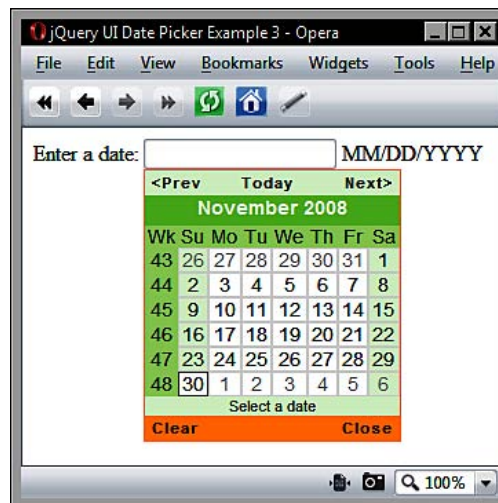 jQuery UI Date Picker Example 3 - Opera
File Edit View Bookmarks Widgets Tools Help
Enter a date: MM/DD/YYYY
<Prev Today Next>
November 2008
Wk Su Mo Tu We Th Fr Sa
43 26 27 28 29 30 31 1
44 2 3 4 5 6 7 8
45 9 10 11 12 13 14 15
46 16 17 18 19 20 21 22
47 23 24 25 26 27 28 29
48 30 1 2 3 4 5 6
Select a date
Clear Close
100%